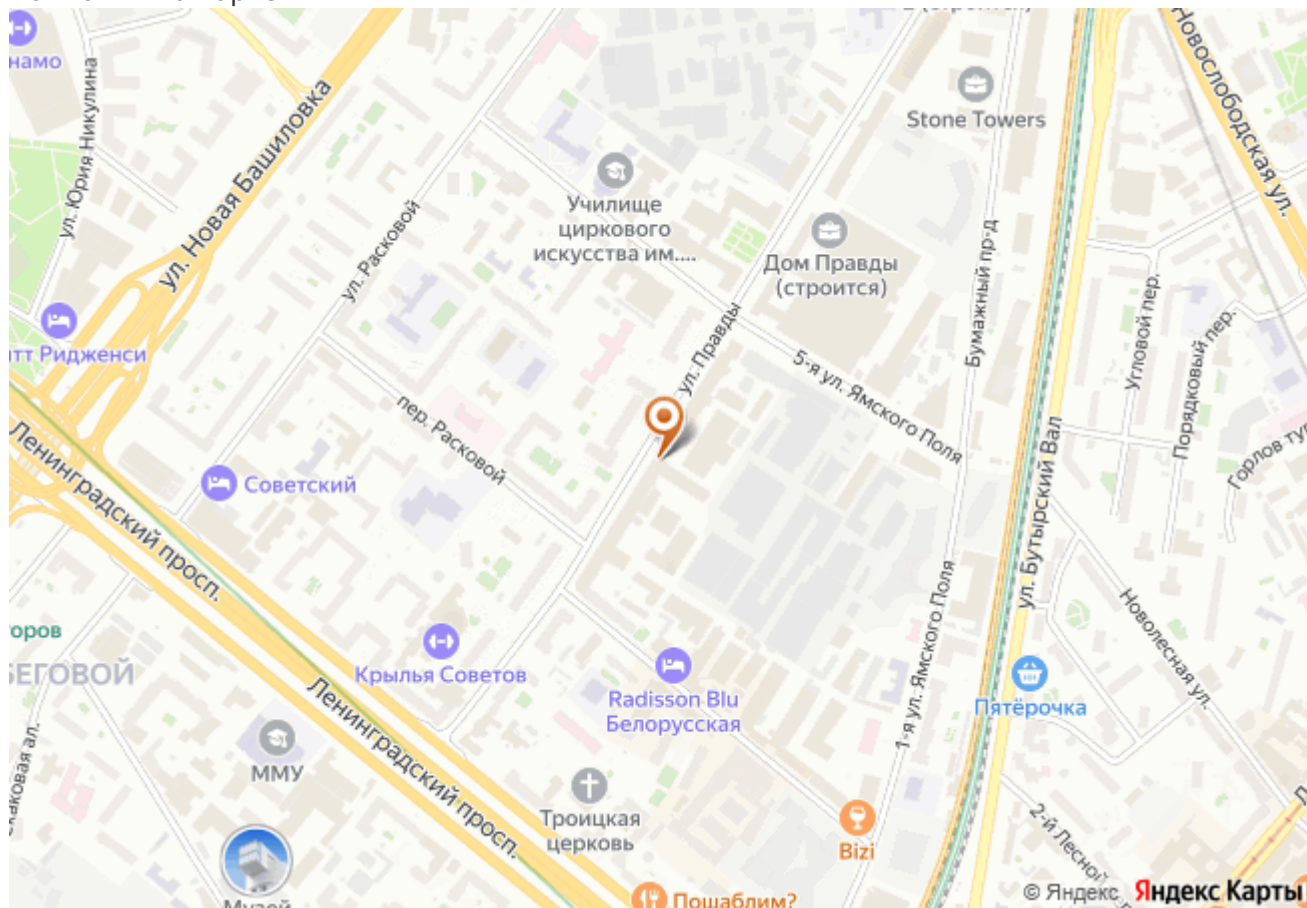 намо
ул. Юрия Никулина
ул. Новая Башиловка
ул. Расковой
Училище
циркового
искусства им....
Stone Towers
Новослободская ул.
Дом Правды
(строится)
Бумажный пр-д
Угловой пер.
Порядковый пер.
тт Ридженси
ул. Правды
5-я ул. Ямского Поля
пер. Расковой
Ленинградский просп.
Советский
ул. Бутырский Вал
Новолесная ул.
1-я ул. Ямского Поля
оров
БЕГОВОЙ
Крылья Советов
Radisson Blu
Белорусская
Пятёрочка
Ленинградский просп.
ММУ
Троицкая
церковь
Bizi
2-й Лесной
Пошаблим?
© Яндекс Яндекс Карты